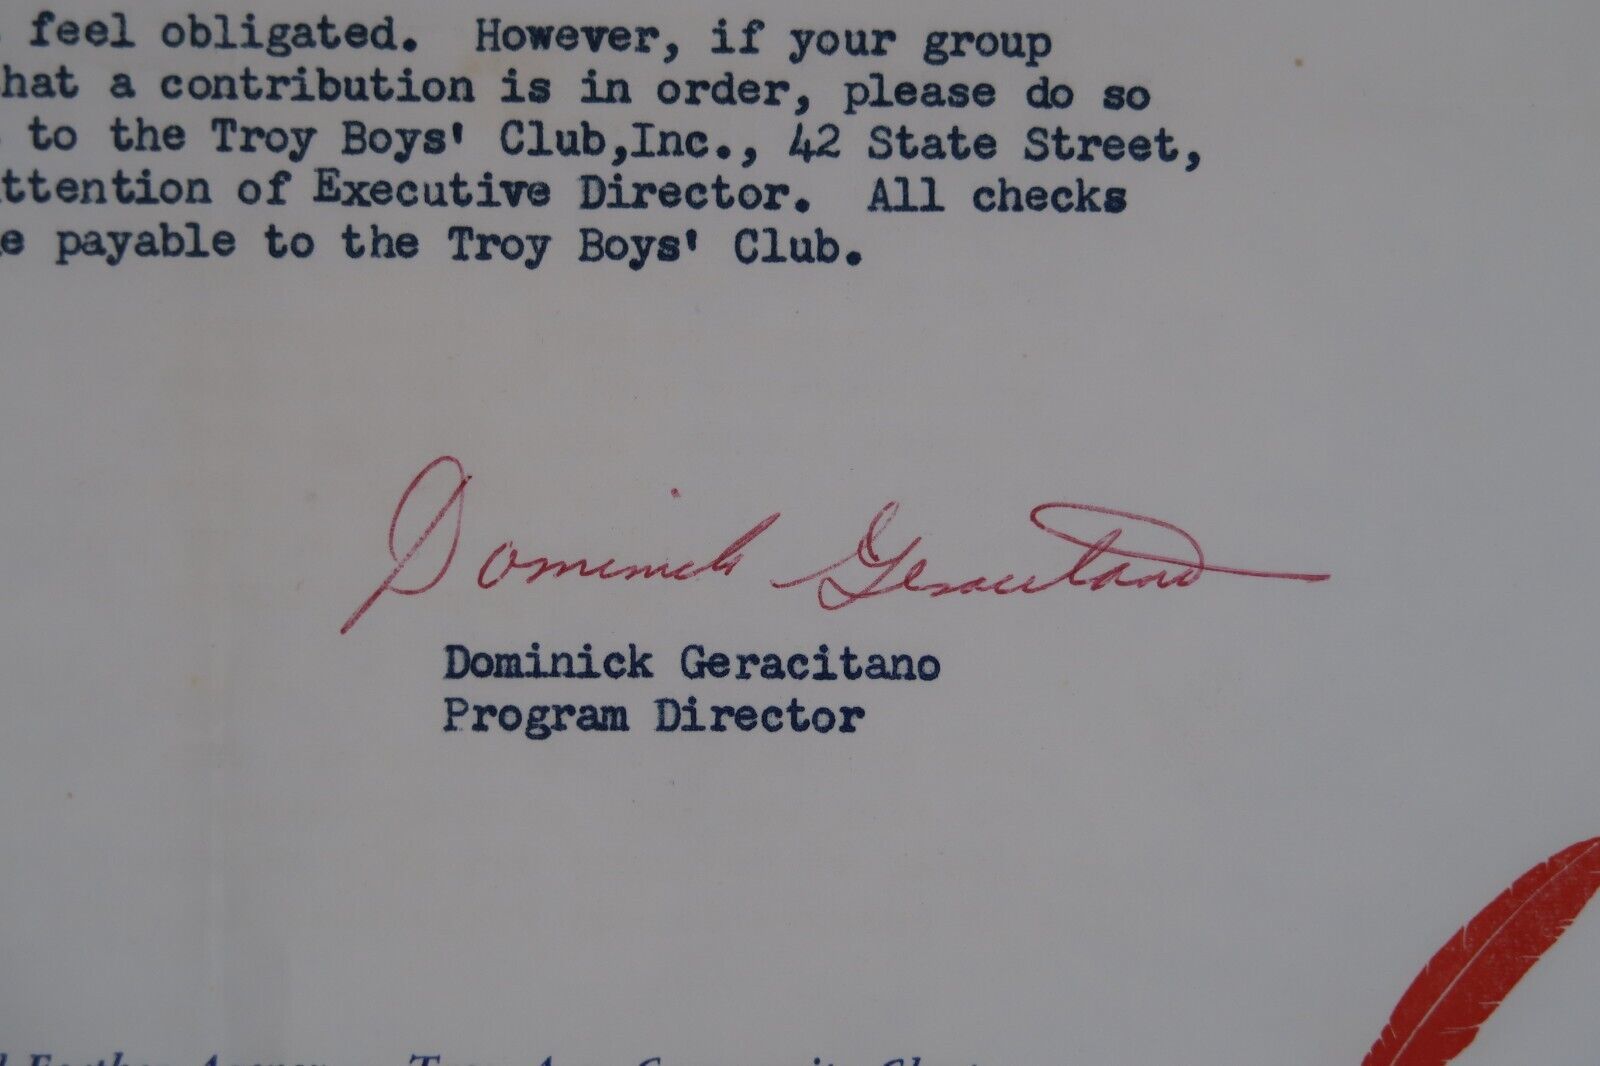 feel obligated. However, if your group
hat a contribution is in order, please do so
to the Troy Boys' Club,Inc., 42 State Street,
ttention of Executive Director. All checks
e payable to the Troy Boys' Club.
Dominick Geracitano
Dominick Geracitano
Program Director